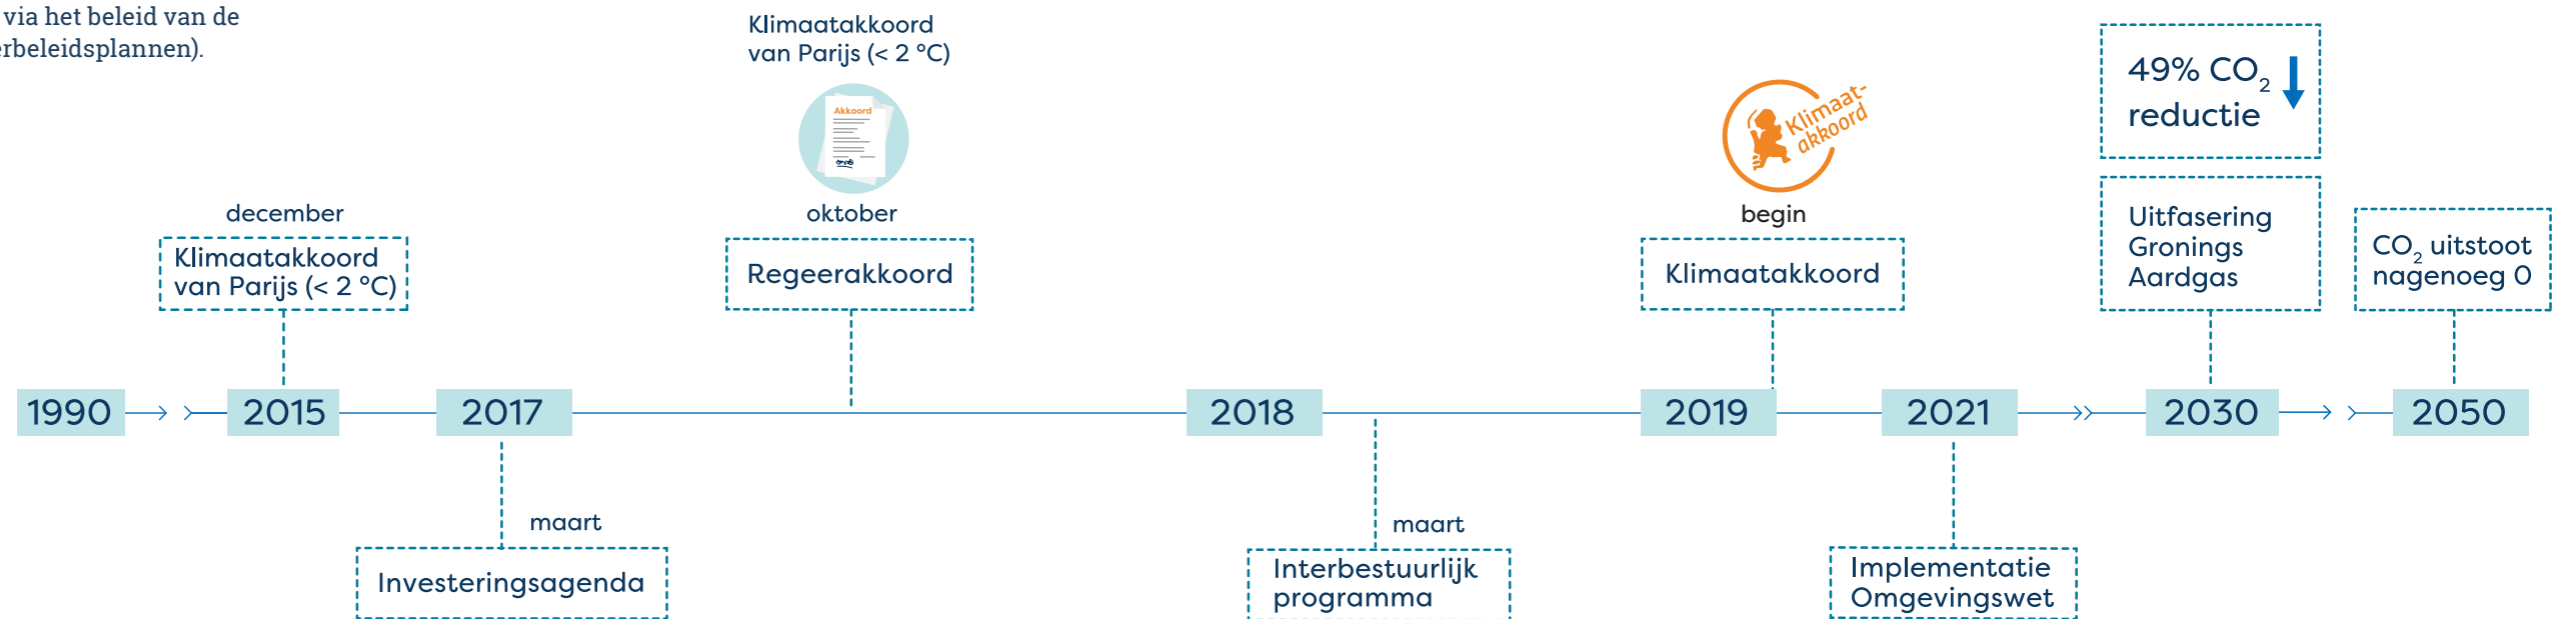 via het beleid van de
erbeleidsplannen).
Klimaatakkoord
van Parijs (< 2 °C)
Akkoord
Klimaat-
akkoord
49% CO₂
reductie
december
Klimaatakkoord
van Parijs (< 2 °C)
oktober
Regeerakkoord
begin
Klimaatakkoord
Uitfasering
Gronings
Aardgas
CO₂ uitstoot
nagenoeg 0
1990
2015
2017
2018
2019
2021
2030
2050
maart
Investeringsagenda
maart
Interbestuurlijk
programma
Implementatie
Omgevingswet